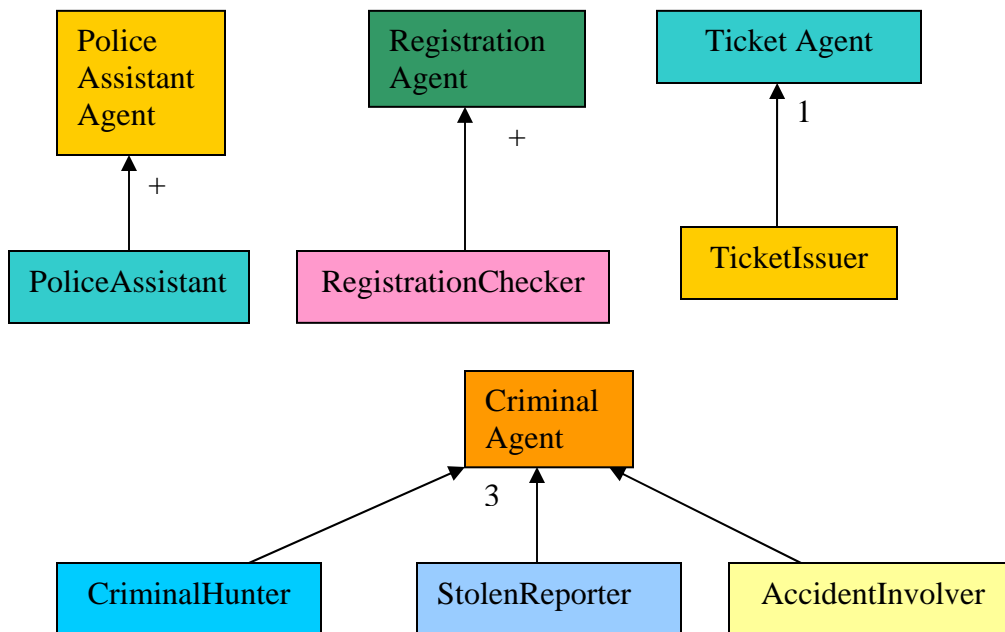 Police
Assistant
Agent
Registration
Agent
Ticket Agent
+
+
1
PoliceAssistant
RegistrationChecker
TicketIssuer
Criminal
Agent
3
CriminalHunter
StolenReporter
AccidentInvolver